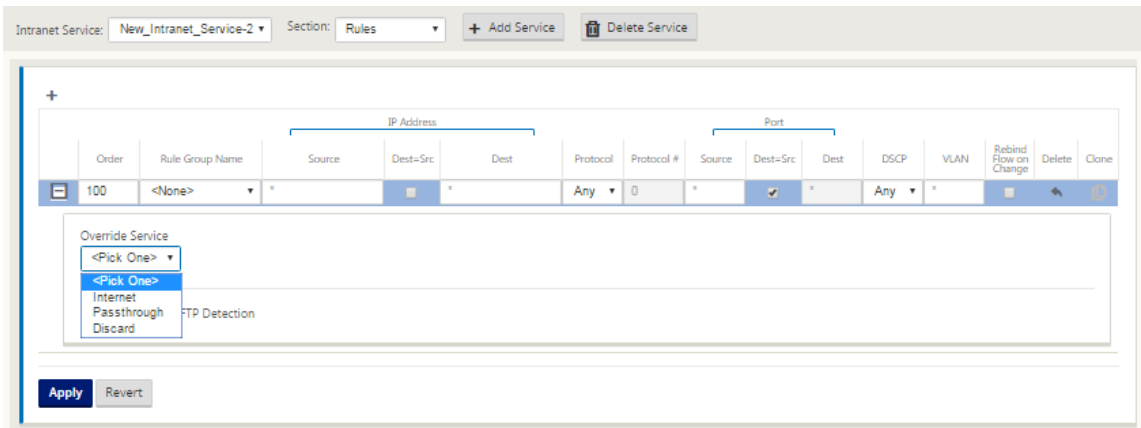 Intranet Service: New_Intranet_Service-2 Section: Rules + Add Service Delete Service
+
IP Address Port
Order Rule Group Name Source Dest=Src Dest Protocol Protocol # Source Dest=Src Dest DSCP VLAN Rebind Flow on Change Delete Clone
100 <None> * * Any 0 * * Any *
Override Service
<Pick One>
<Pick One>
Internet
Passthrough FTP Detection
Discard
Apply Revert